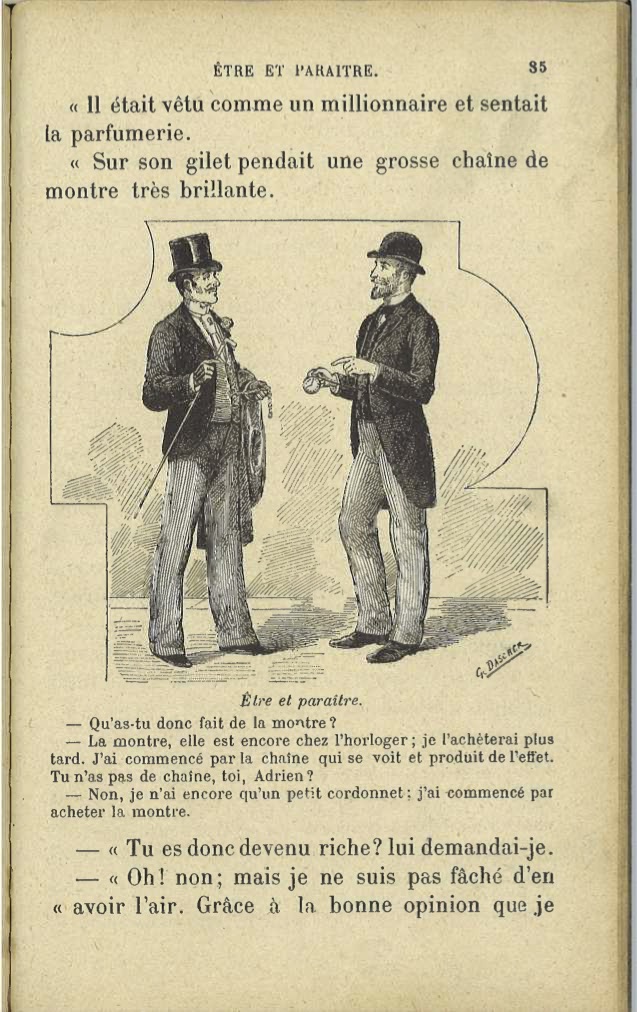 ÊTRE ET PARAITRE. 35
« Il était vêtu comme un millionnaire et sentait
la parfumerie.
« Sur son gilet pendait une grosse chaîne de
montre très brillante.
G. DASCHER
Être et paraître.
— Qu'as-tu donc fait de la montre ?
— La montre, elle est encore chez l'horloger ; je l'achèterai plus
tard. J'ai commencé par la chaîne qui se voit et produit de l'effet.
Tu n'as pas de chaîne, toi, Adrien ?
— Non, je n'ai encore qu'un petit cordonnet ; j'ai commencé par
acheter la montre.
— « Tu es donc devenu riche ? lui demandai-je.
— « Oh ! non ; mais je ne suis pas fâché d'en
« avoir l'air. Grâce à la bonne opinion que je